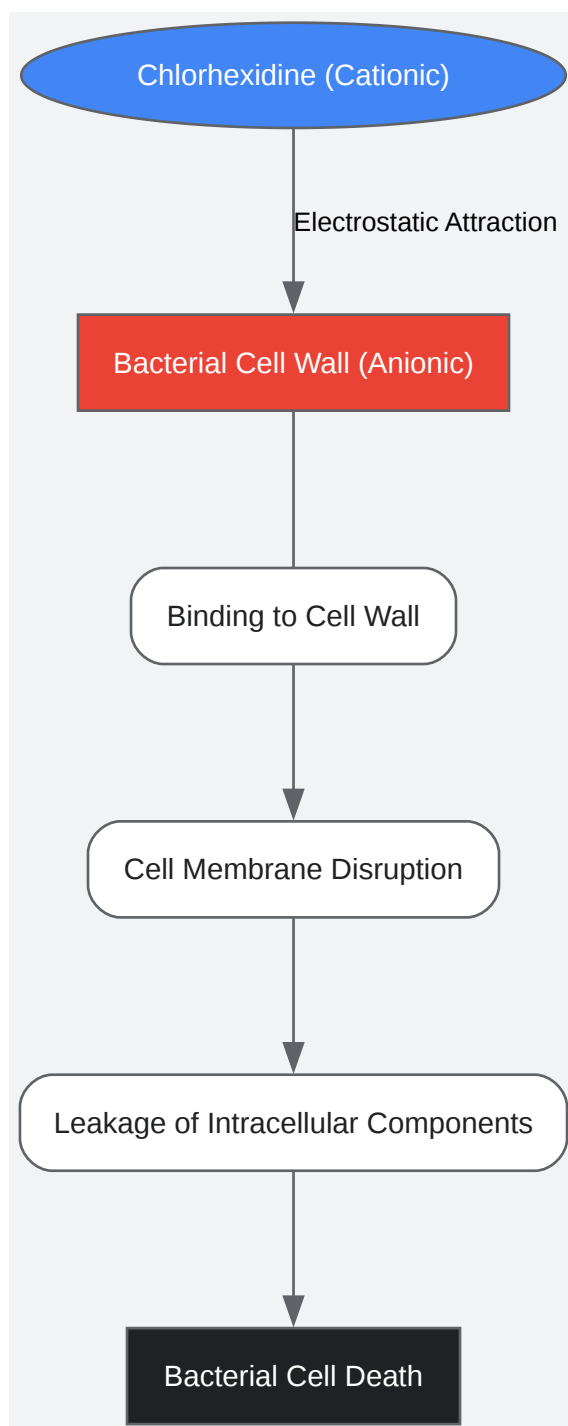 Chlorhexidine (Cationic)
Electrostatic Attraction
Bacterial Cell Wall (Anionic)
Binding to Cell Wall
Cell Membrane Disruption
Leakage of Intracellular Components
Bacterial Cell Death